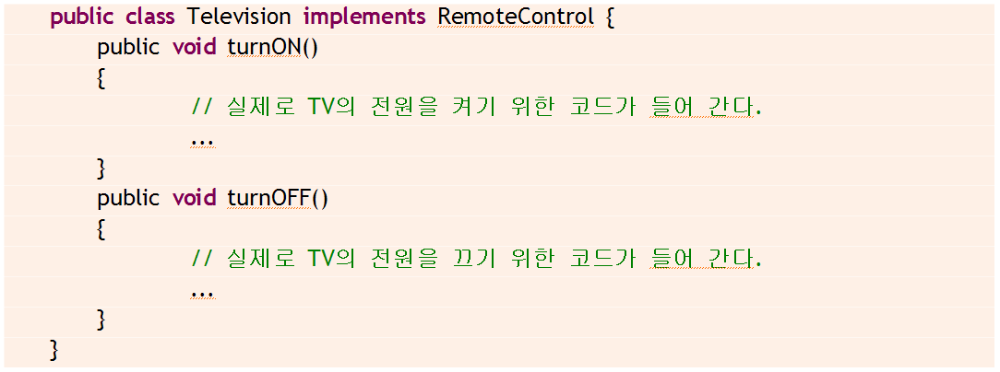 public class Television implements RemoteControl {
public void turnON()
{
// 실제로 TV의 전원을 켜기 위한 코드가 들어 간다.
...
}
public void turnOFF()
{
// 실제로 TV의 전원을 끄기 위한 코드가 들어 간다.
...
}
}